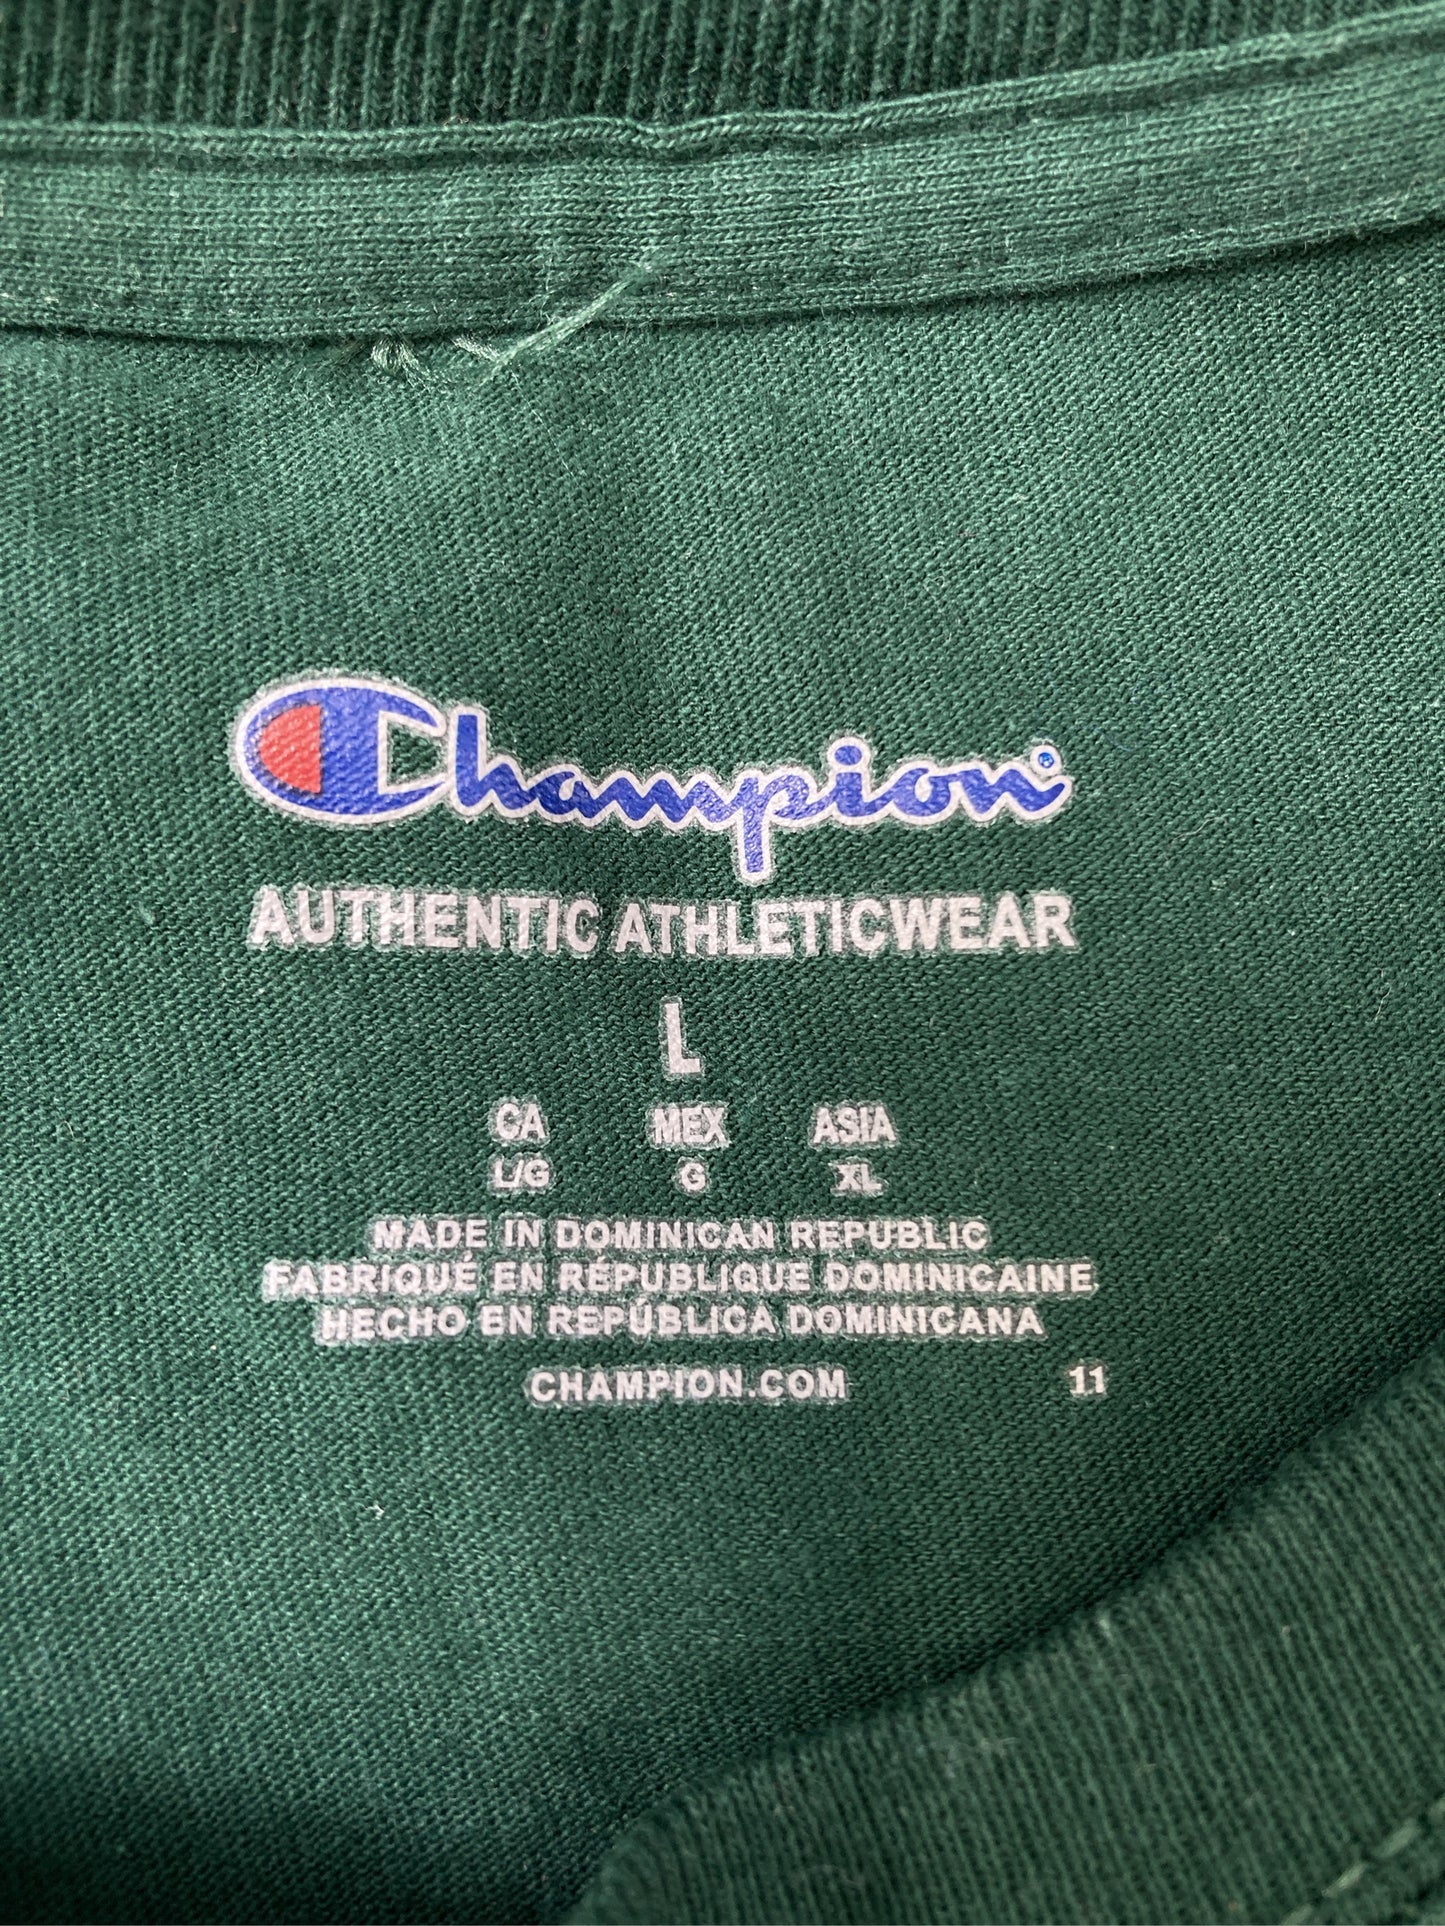 Champion®
AUTHENTIC ATHLETICWEAR
L
CA MEX ASIA
L/G G XL
MADE IN DOMINICAN REPUBLIC
FABRIQUÉ EN RÉPUBLIQUE DOMINICAINE
HECHO EN REPÚBLICA DOMINICANA
CHAMPION.COM 11